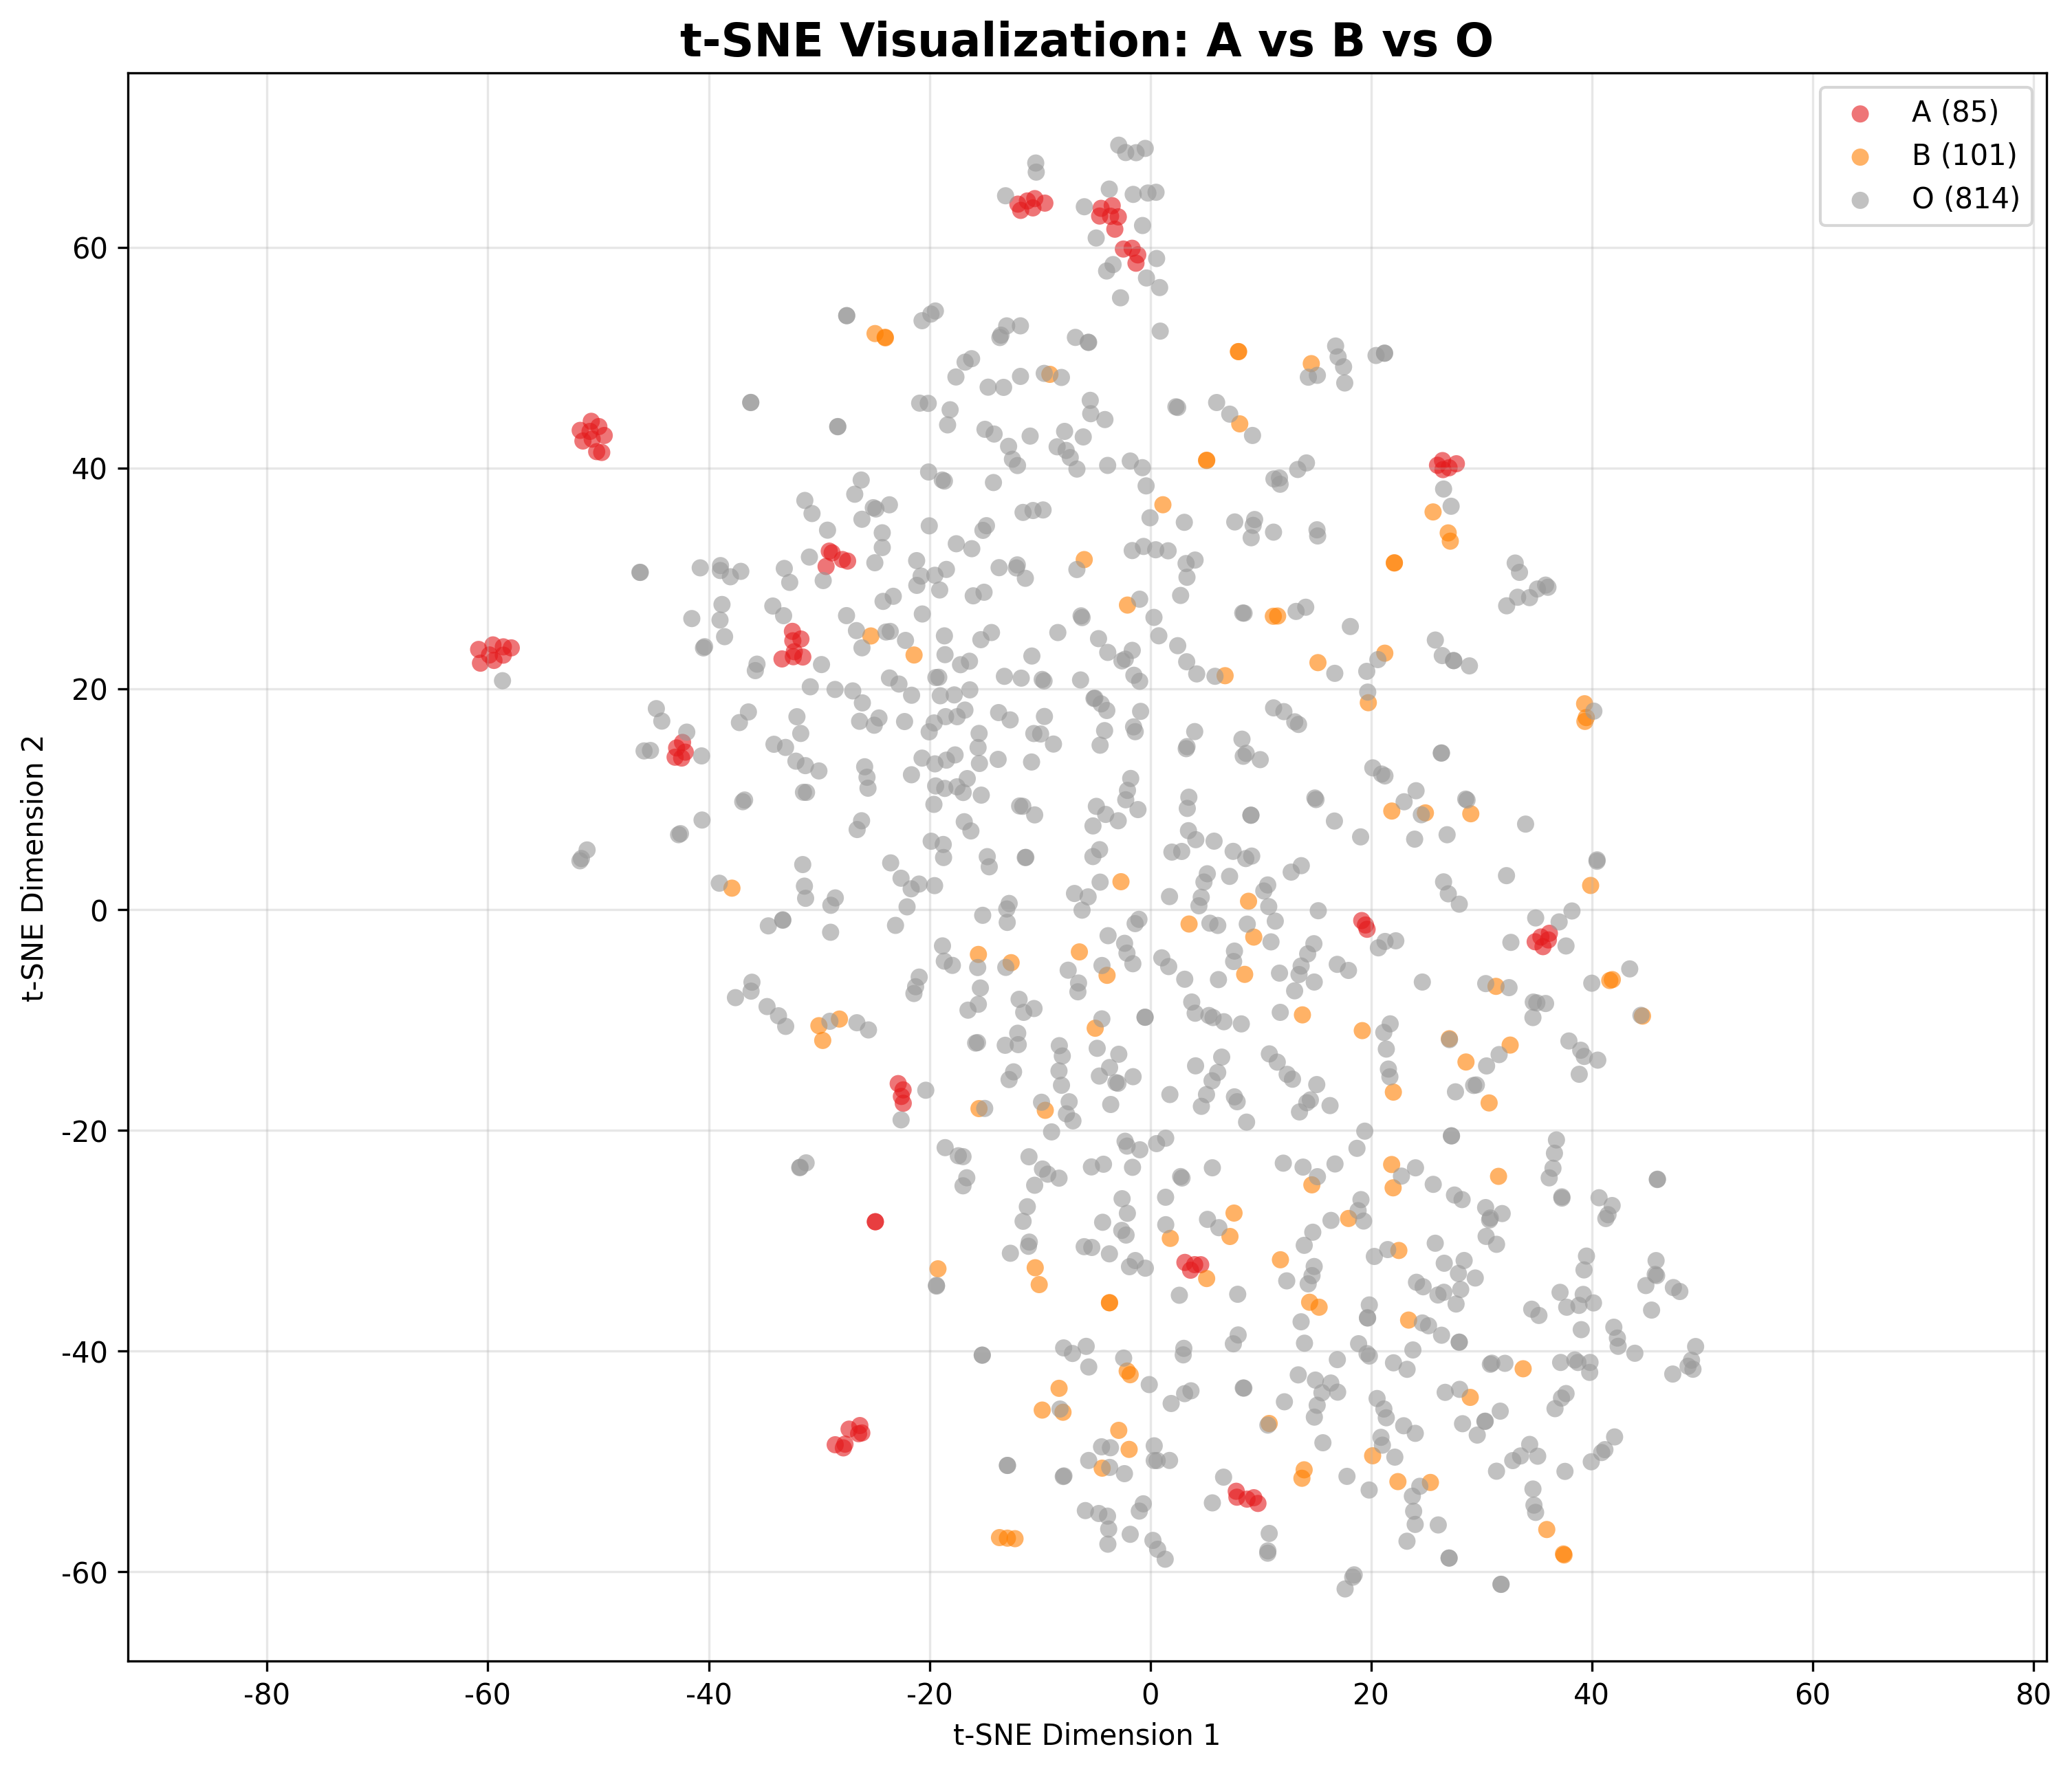 t-SNE Visualization: A vs B vs O
A (85)
B (101)
O (814)
60
40
20
0
-20
-40
-60
t-SNE Dimension 2
-80 -60 -40 -20 0 20 40 60 80
t-SNE Dimension 1